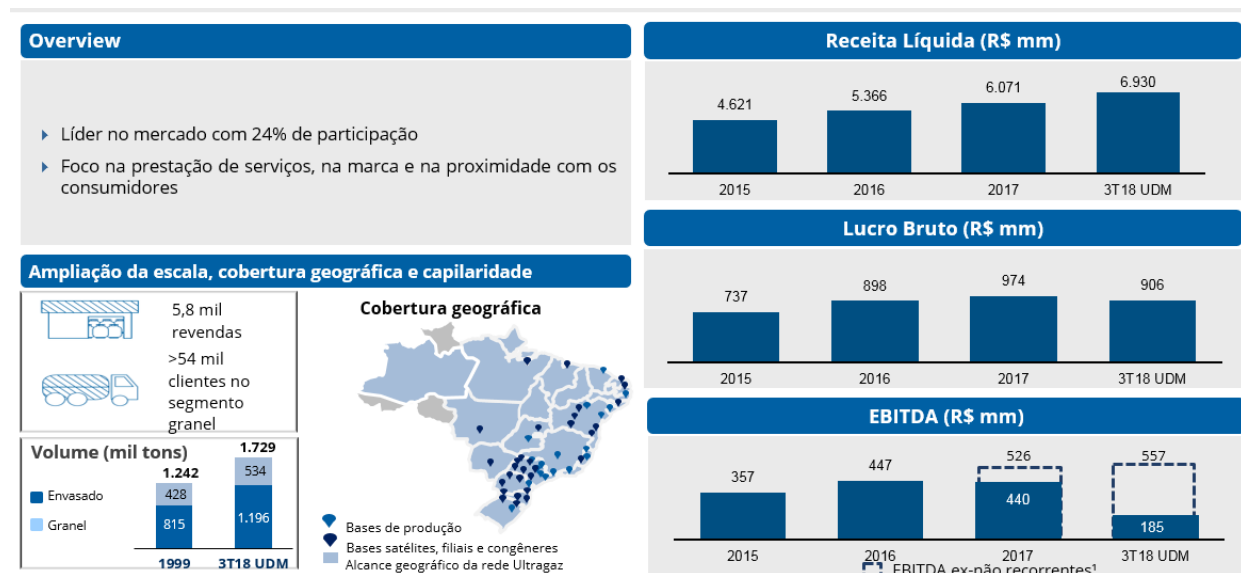 Overview
Líder no mercado com 24% de participação
Foco na prestação de serviços, na marca e na proximidade com os
consumidores
Ampliação da escala, cobertura geográfica e capilaridade
5,8 mil
revendas
>54 mil
clientes no
segmento
granel
Volume (mil tons)
1.242
1.729
428
534
815
1.196
Envasado
Granel
1999
3T18 UDM
Cobertura geográfica
Bases de produção
Bases satélites, filiais e congêneres
Alcance geográfico da rede Ultragaz
Receita Líquida (R$ mm)
4.621
5.366
6.071
6.930
2015
2016
2017
3T18 UDM
Lucro Bruto (R$ mm)
737
898
974
906
2015
2016
2017
3T18 UDM
EBITDA (R$ mm)
357
447
526
557
440
185
2015
2016
2017
3T18 UDM
EBITDA ex-não recorrentes¹